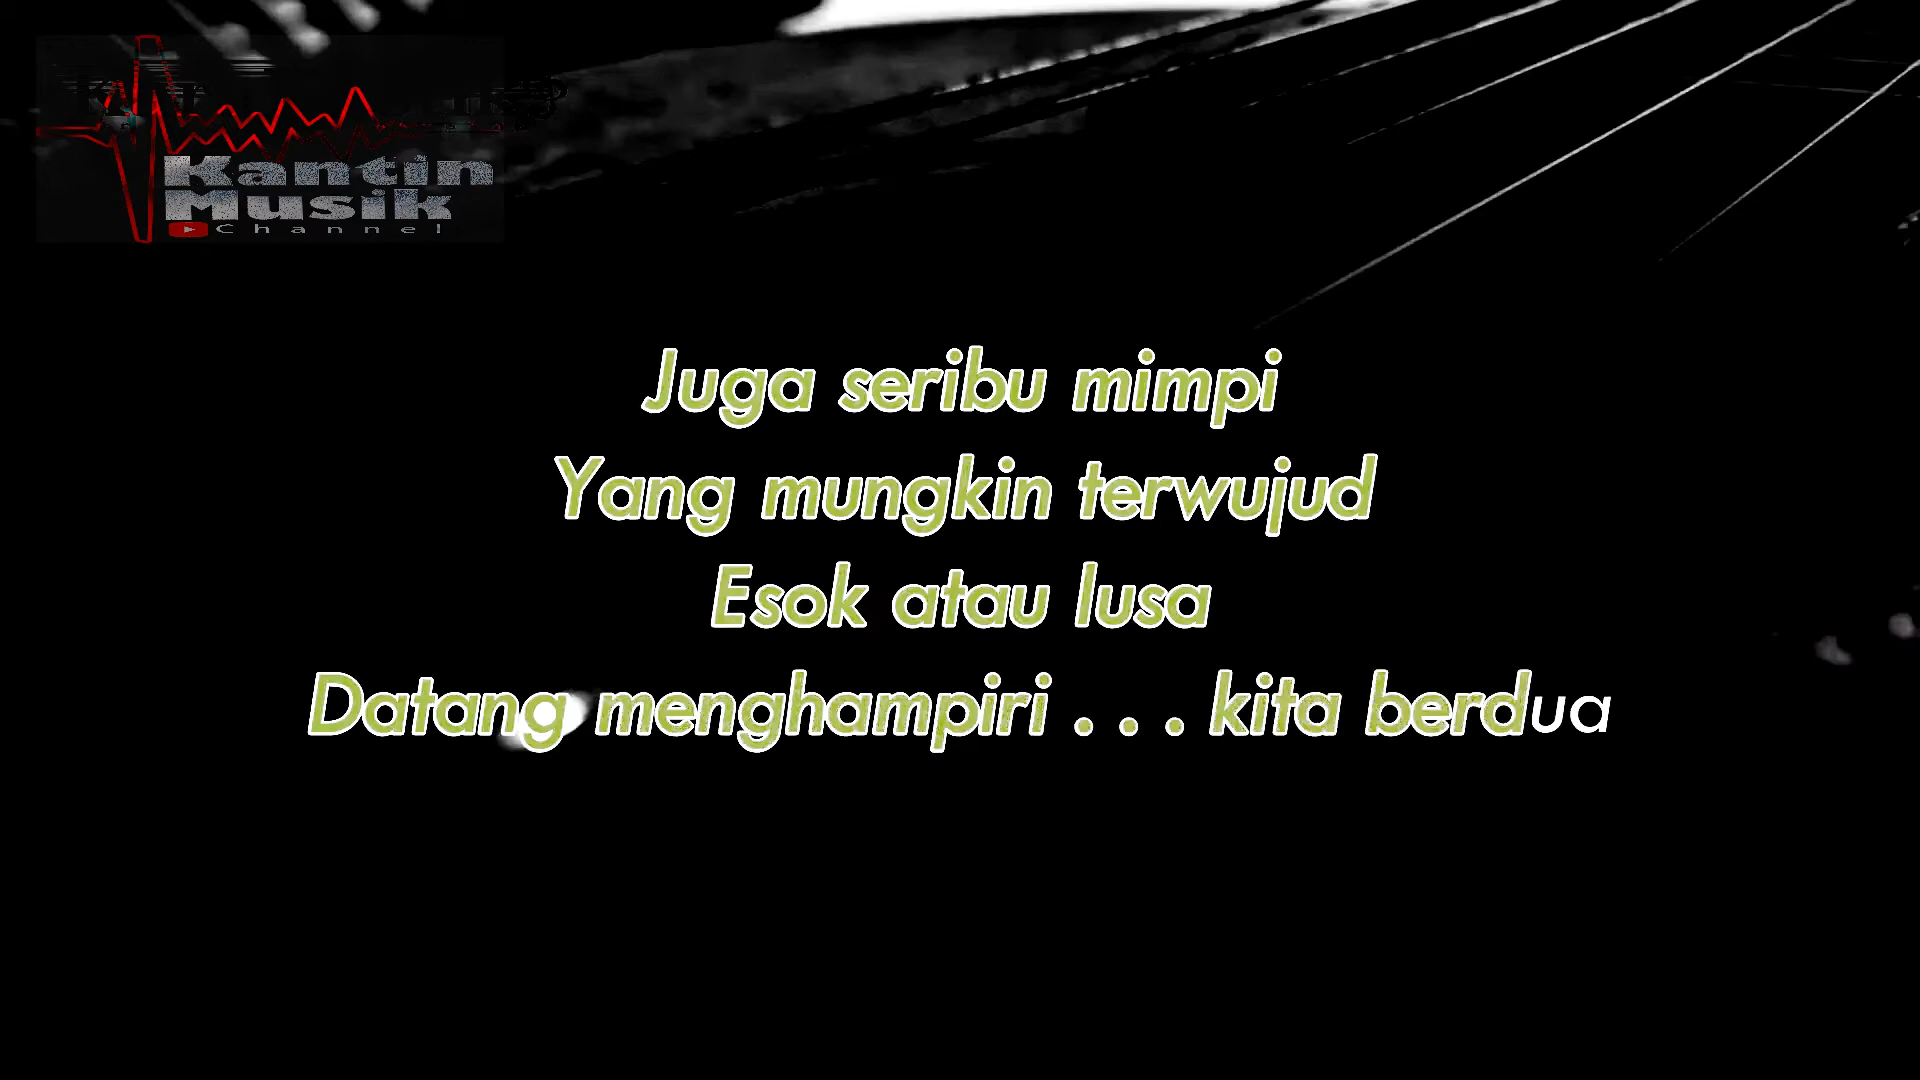 Kantin
Musik
Channel
Juga seribu mimpi
Yang mungkin terwujud
Esok atau lusa
Datang menghampiri . . . kita berdua